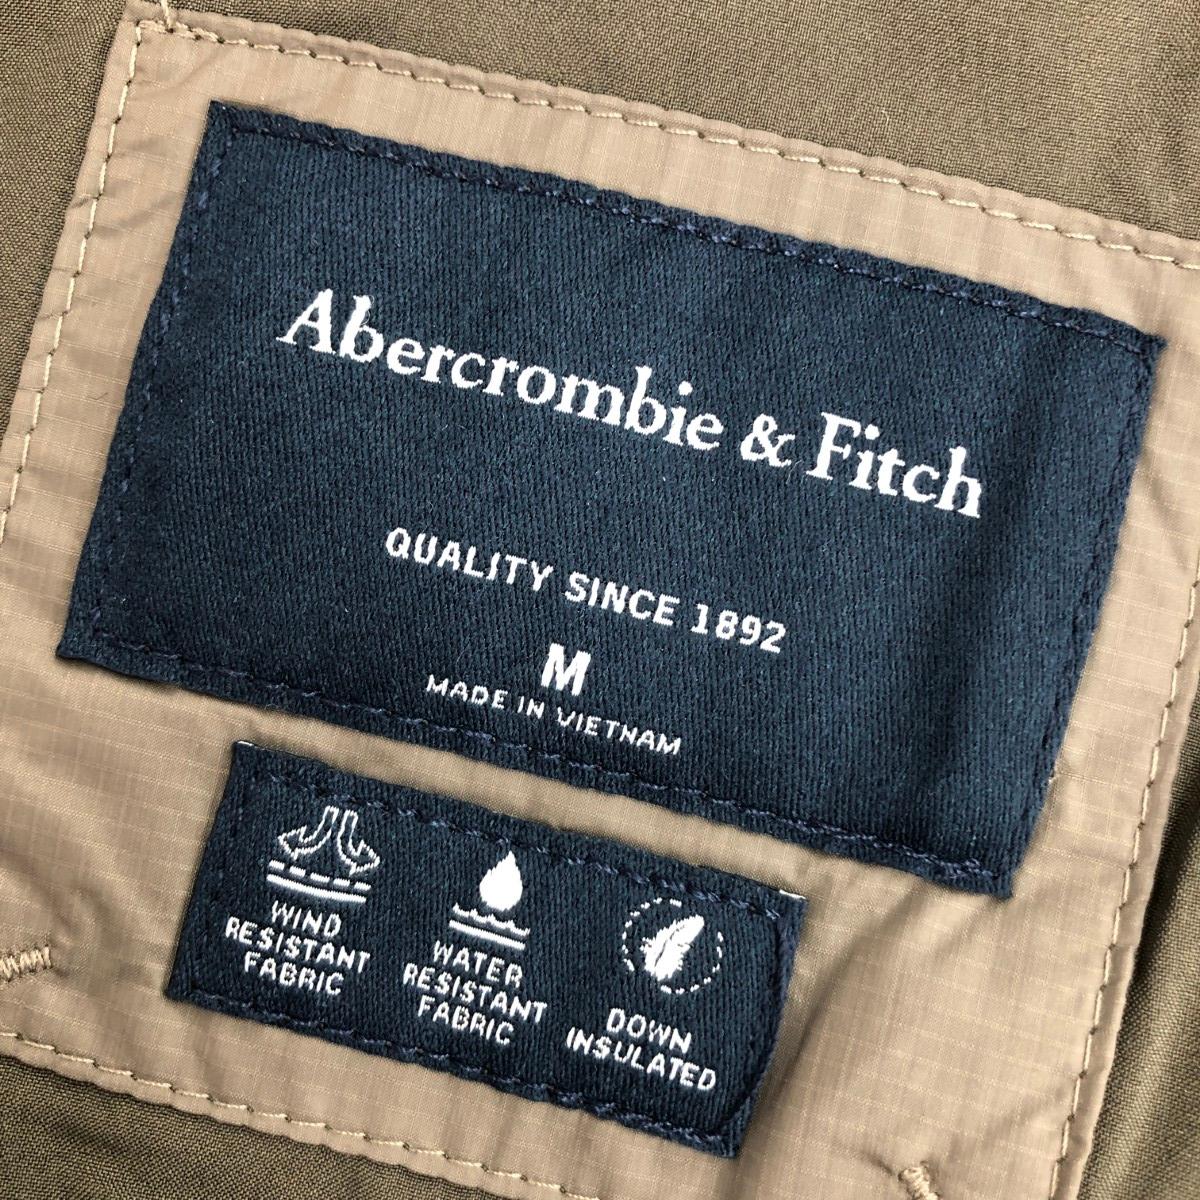 Abercrombie & Fitch
QUALITY SINCE 1892
M
MADE IN VIETNAM
WIND
RESISTANT
FABRIC
WATER
RESISTANT
FABRIC
DOWN
INSULATED